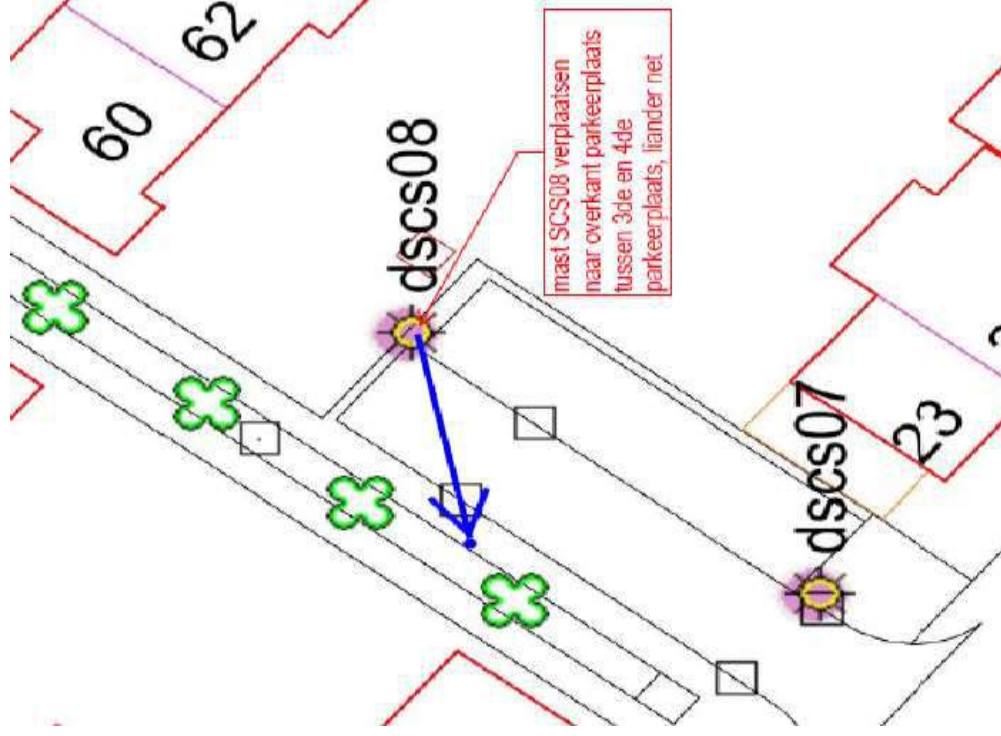 62
60
dscs08
mast SCS08 verplaatsen
naar overkant parkeerplaats
tussen 3de en 4de
parkeerplaats, liander net
dscs07
23